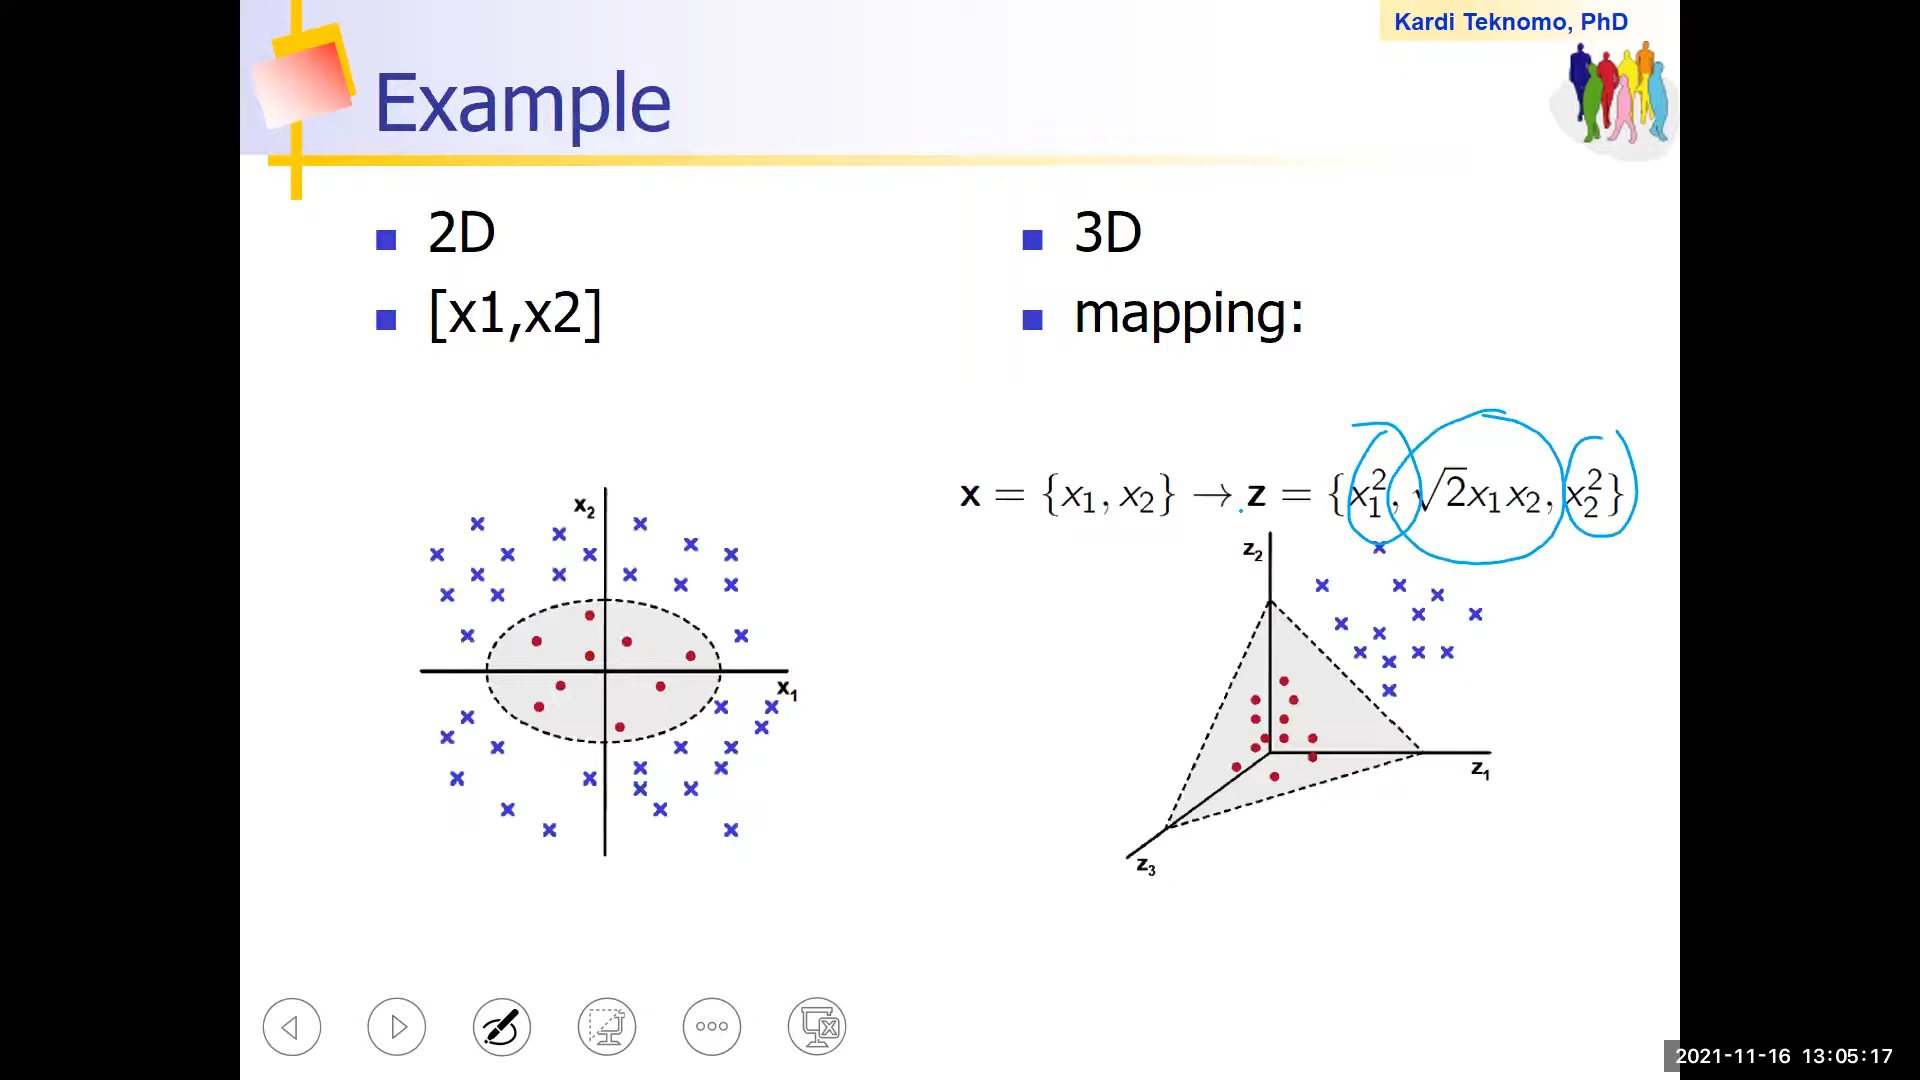 Kardi Teknomo, PhD
Example
2D
[x1,x2]
3D
mapping:
x = {x₁, x₂} → z = {x₁², √2x₁x₂, x₂²}
x₂
x₁
z₂
z₁
z₃
2021-11-16 13:05:17